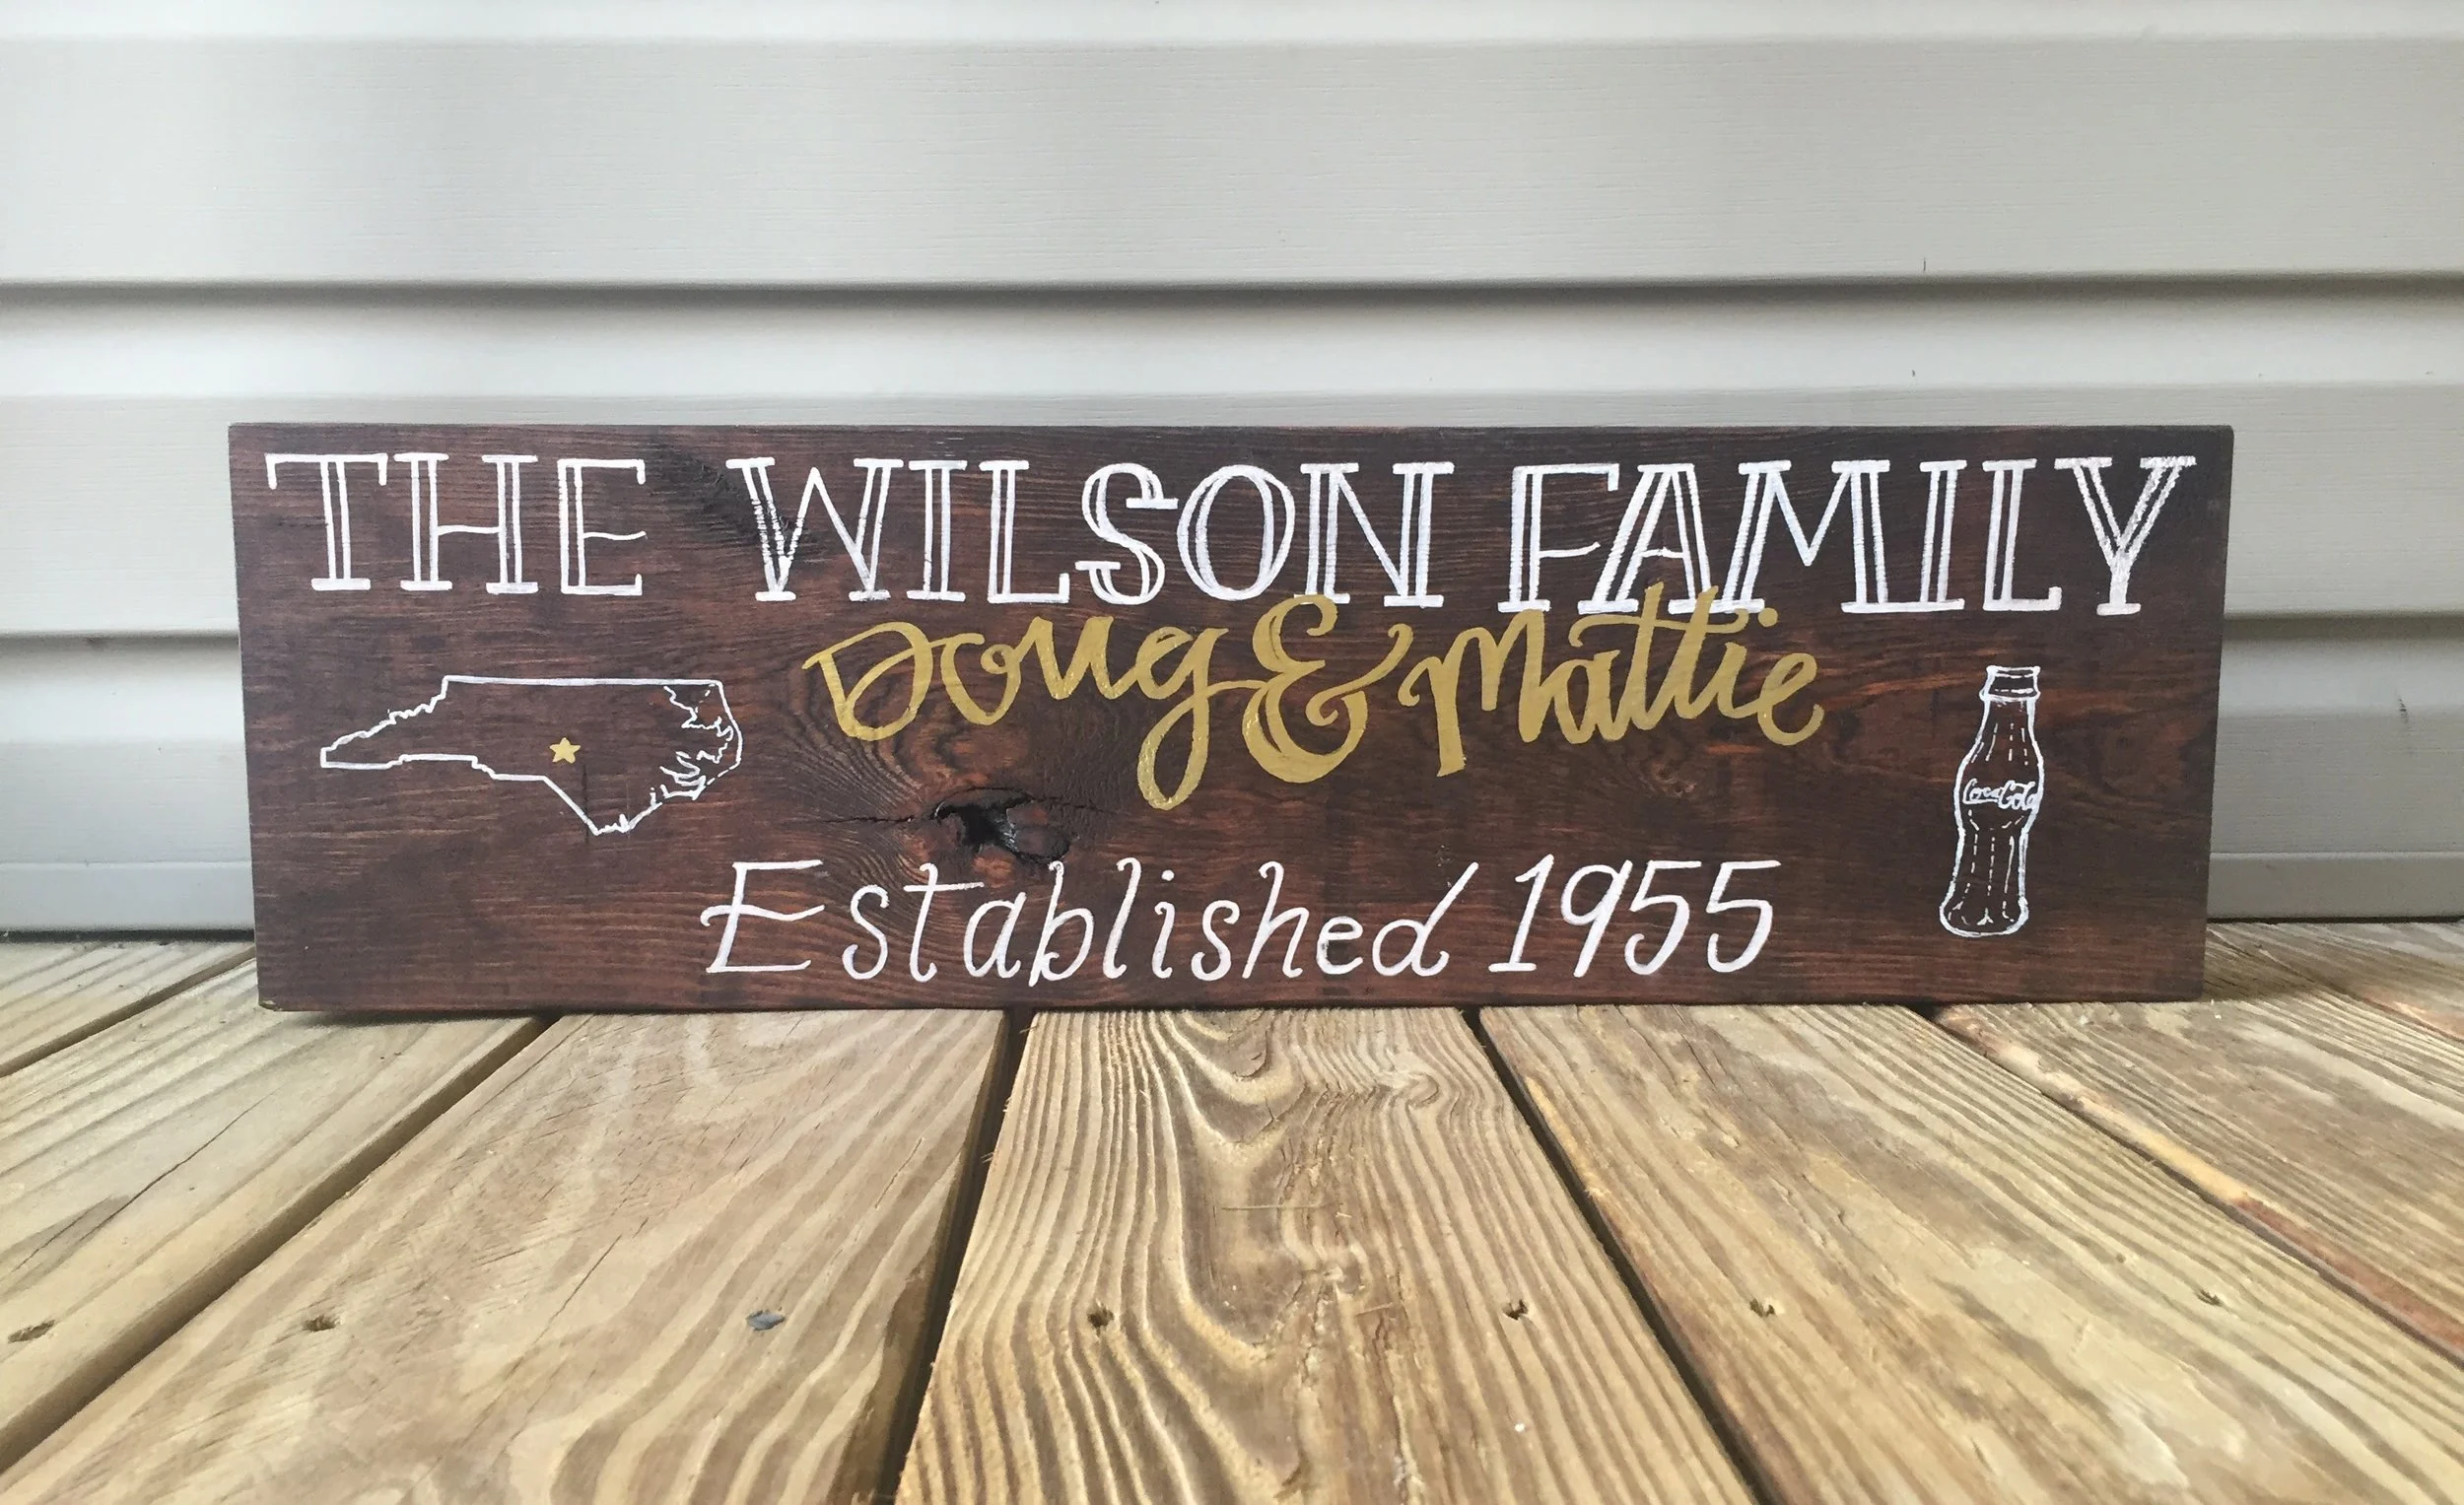 THE WILSON FAMILY
Doug & Mattie
Coca-Cola
Established 1955